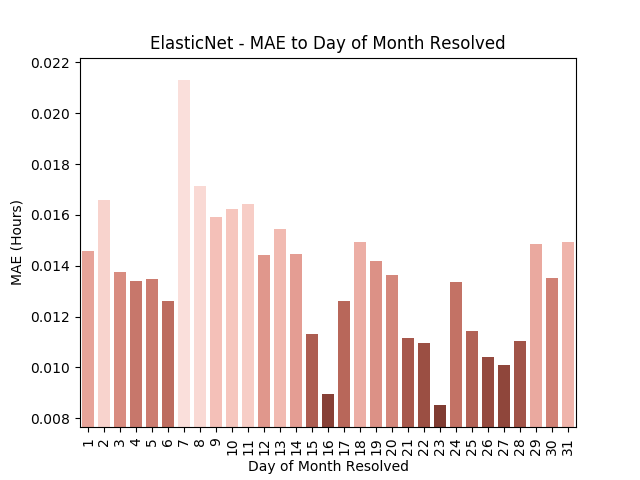 ElasticNet - MAE to Day of Month Resolved
0.022
0.020
0.018
0.016
0.014
0.012
0.010
0.008
MAE (Hours)
1 2 3 4 5 6 7 8 9 10 11 12 13 14 15 16 17 18 19 20 21 22 23 24 25 26 27 28 29 30 31
Day of Month Resolved